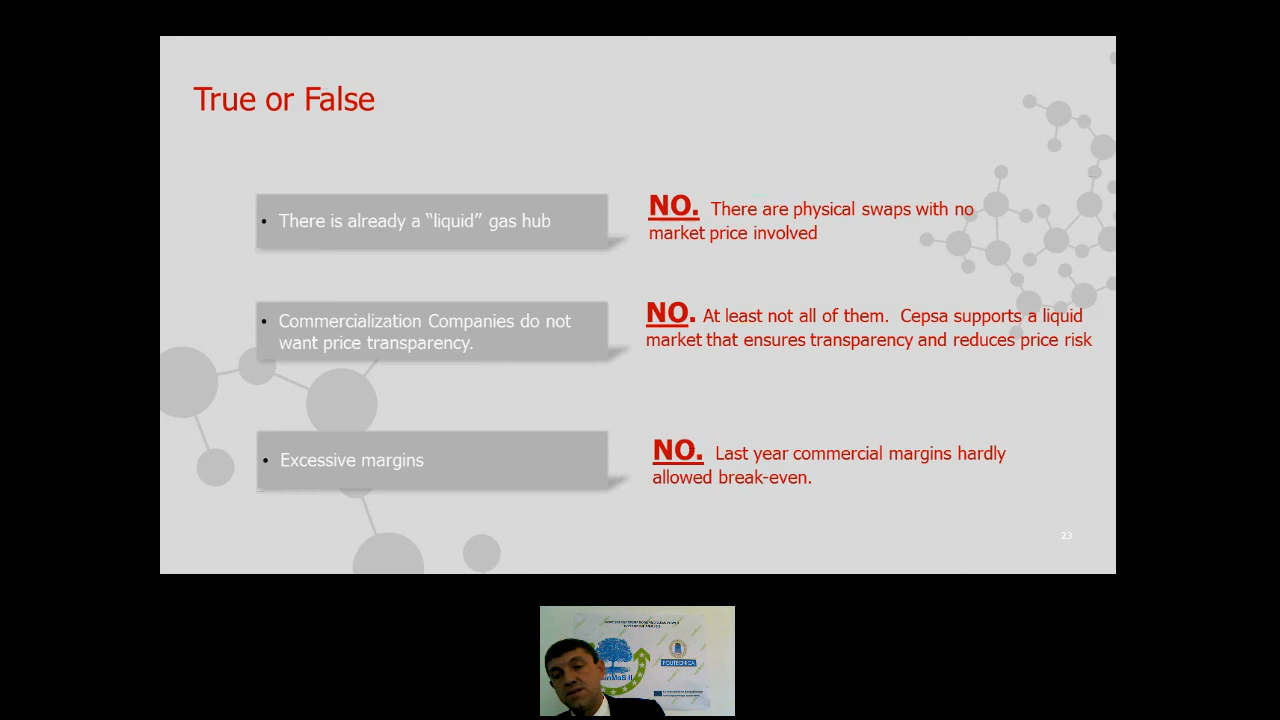 True or False
• There is already a “liquid” gas hub
NO. There are physical swaps with no
market price involved
• Commercialization Companies do not
want price transparency.
NO. At least not all of them. Cepsa supports a liquid
market that ensures transparency and reduces price risk
• Excessive margins
NO. Last year commercial margins hardly
allowed break-even.
23
POLITECNICA